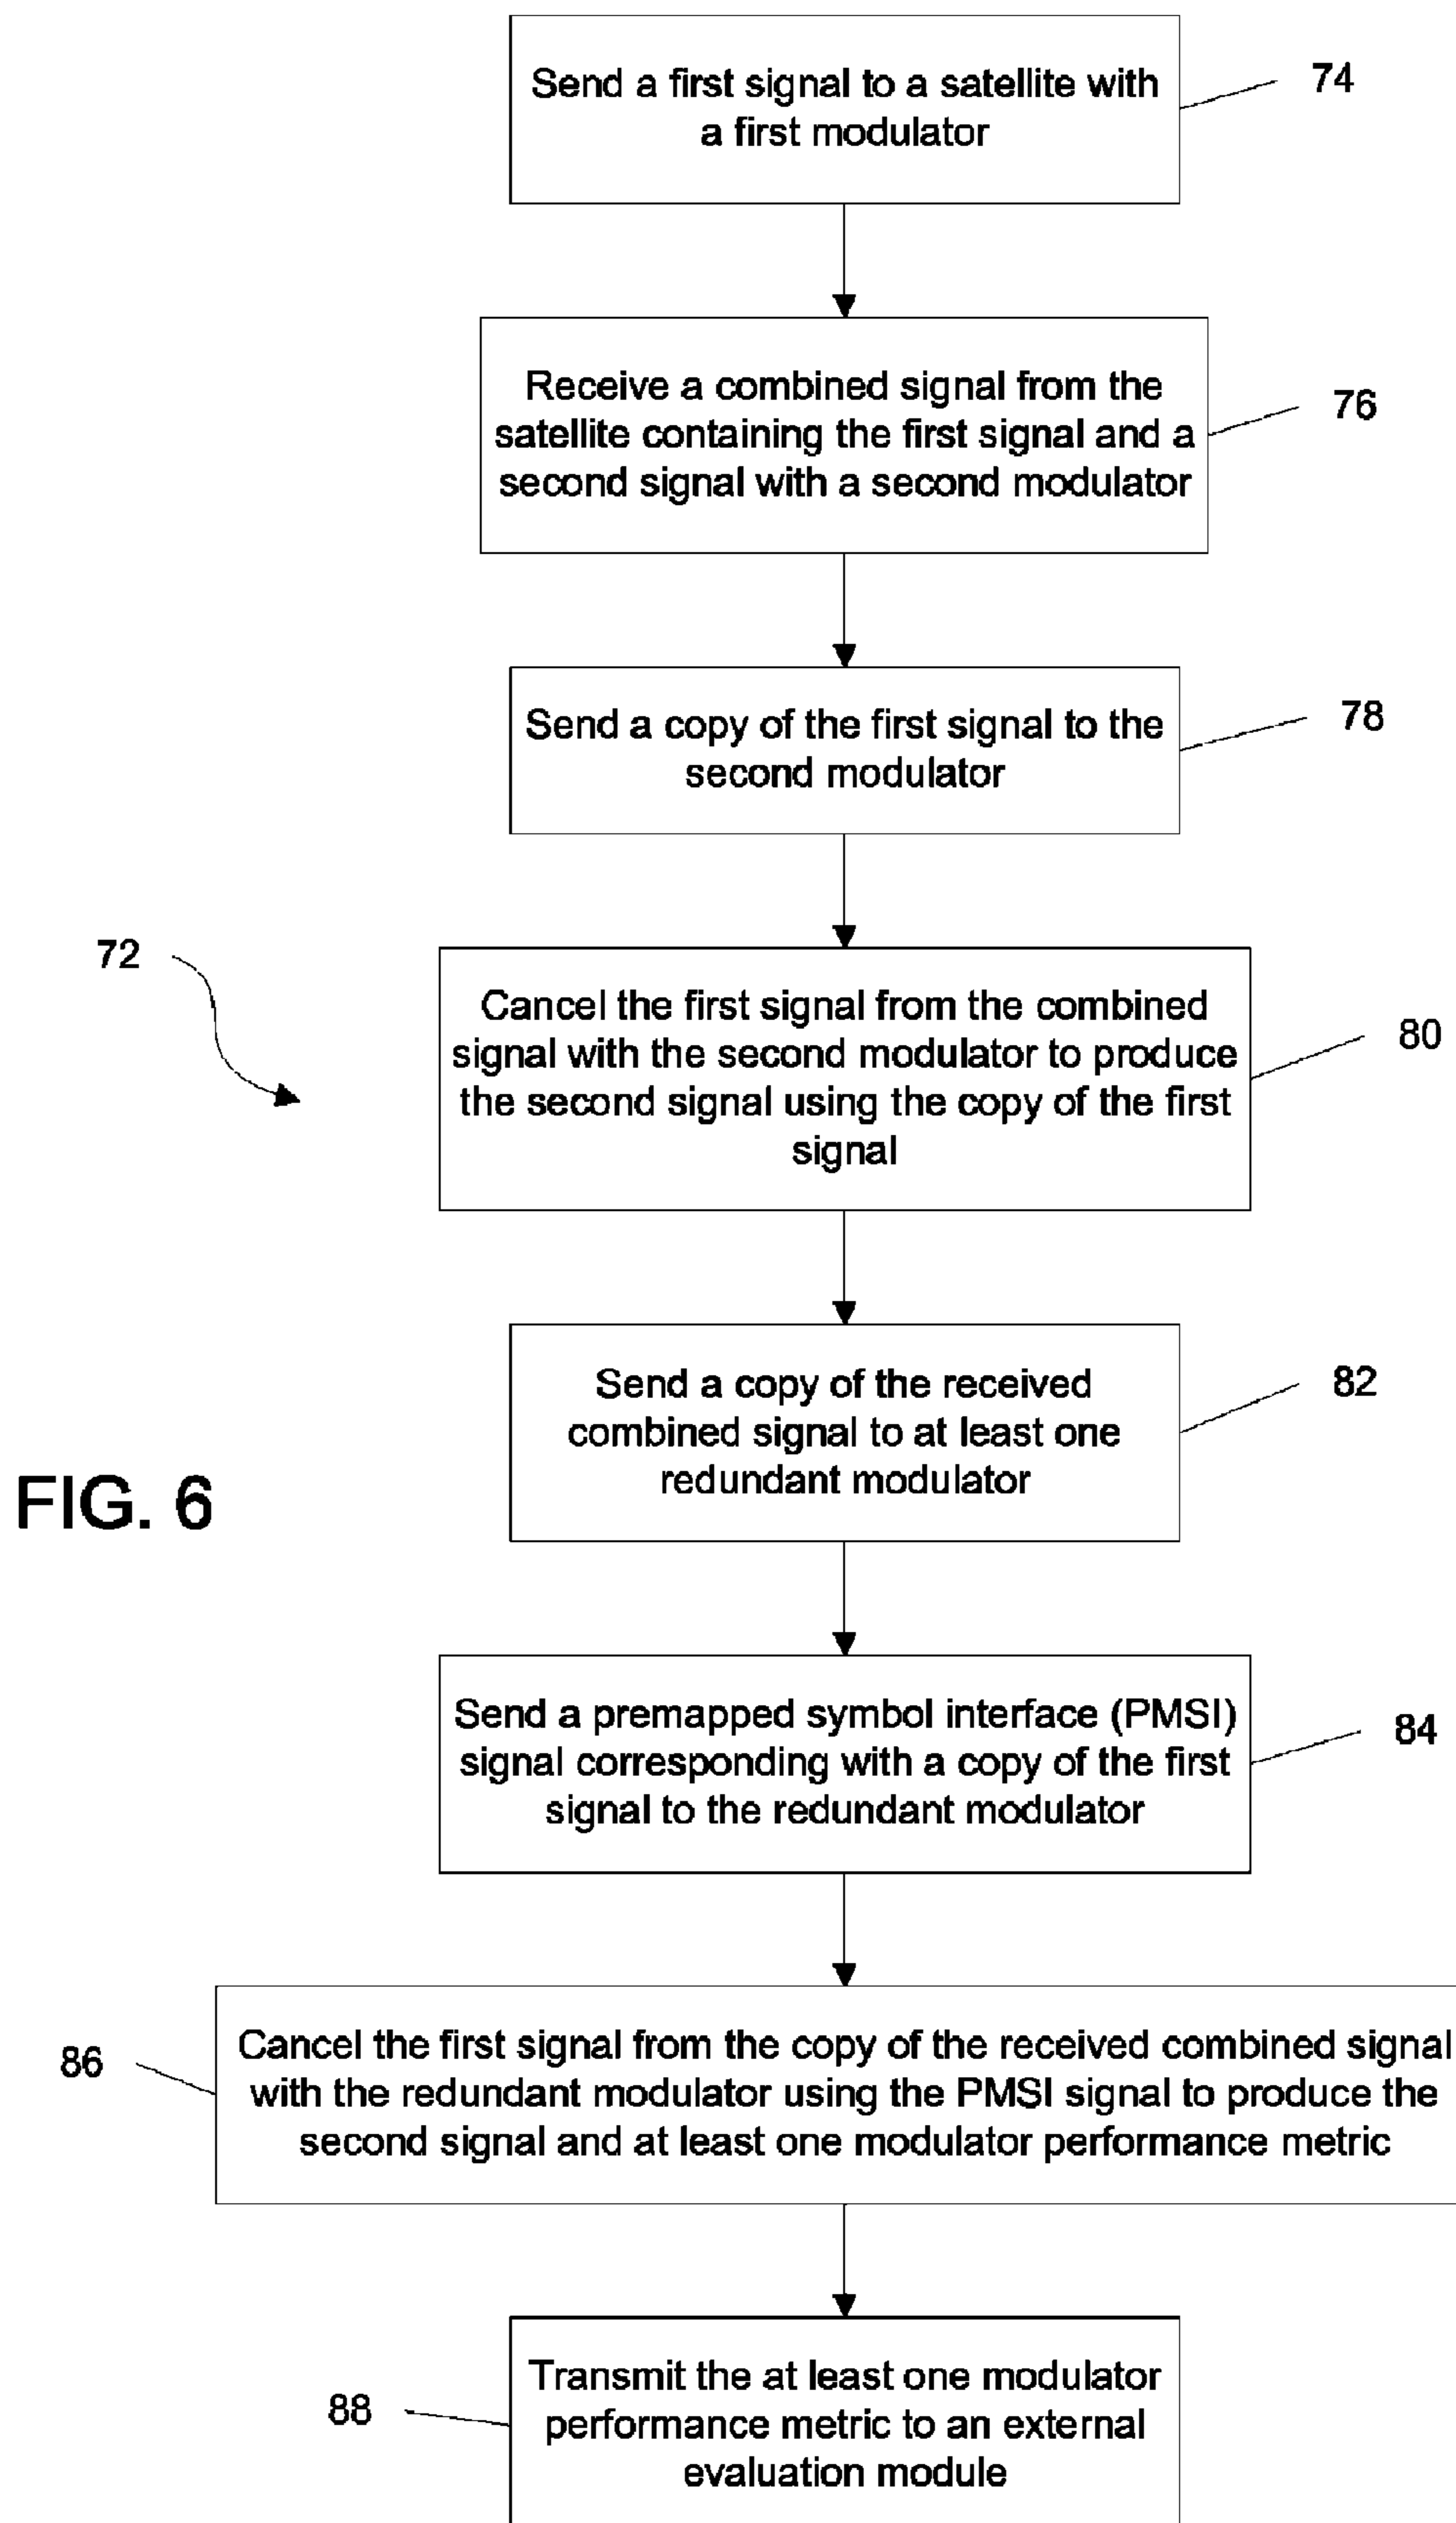 Send a first signal to a satellite with
a first modulator
74
Receive a combined signal from the
satellite containing the first signal and a
second signal with a second modulator
76
Send a copy of the first signal to the
second modulator
78
72
Cancel the first signal from the combined
signal with the second modulator to produce
the second signal using the copy of the first
signal
80
Send a copy of the received
combined signal to at least one
redundant modulator
82
FIG. 6
Send a premapped symbol interface (PMSI)
signal corresponding with a copy of the first
signal to the redundant modulator
84
86
Cancel the first signal from the copy of the received combined signal
with the redundant modulator using the PMSI signal to produce the
second signal and at least one modulator performance metric
88
Transmit the at least one modulator
performance metric to an external
evaluation module